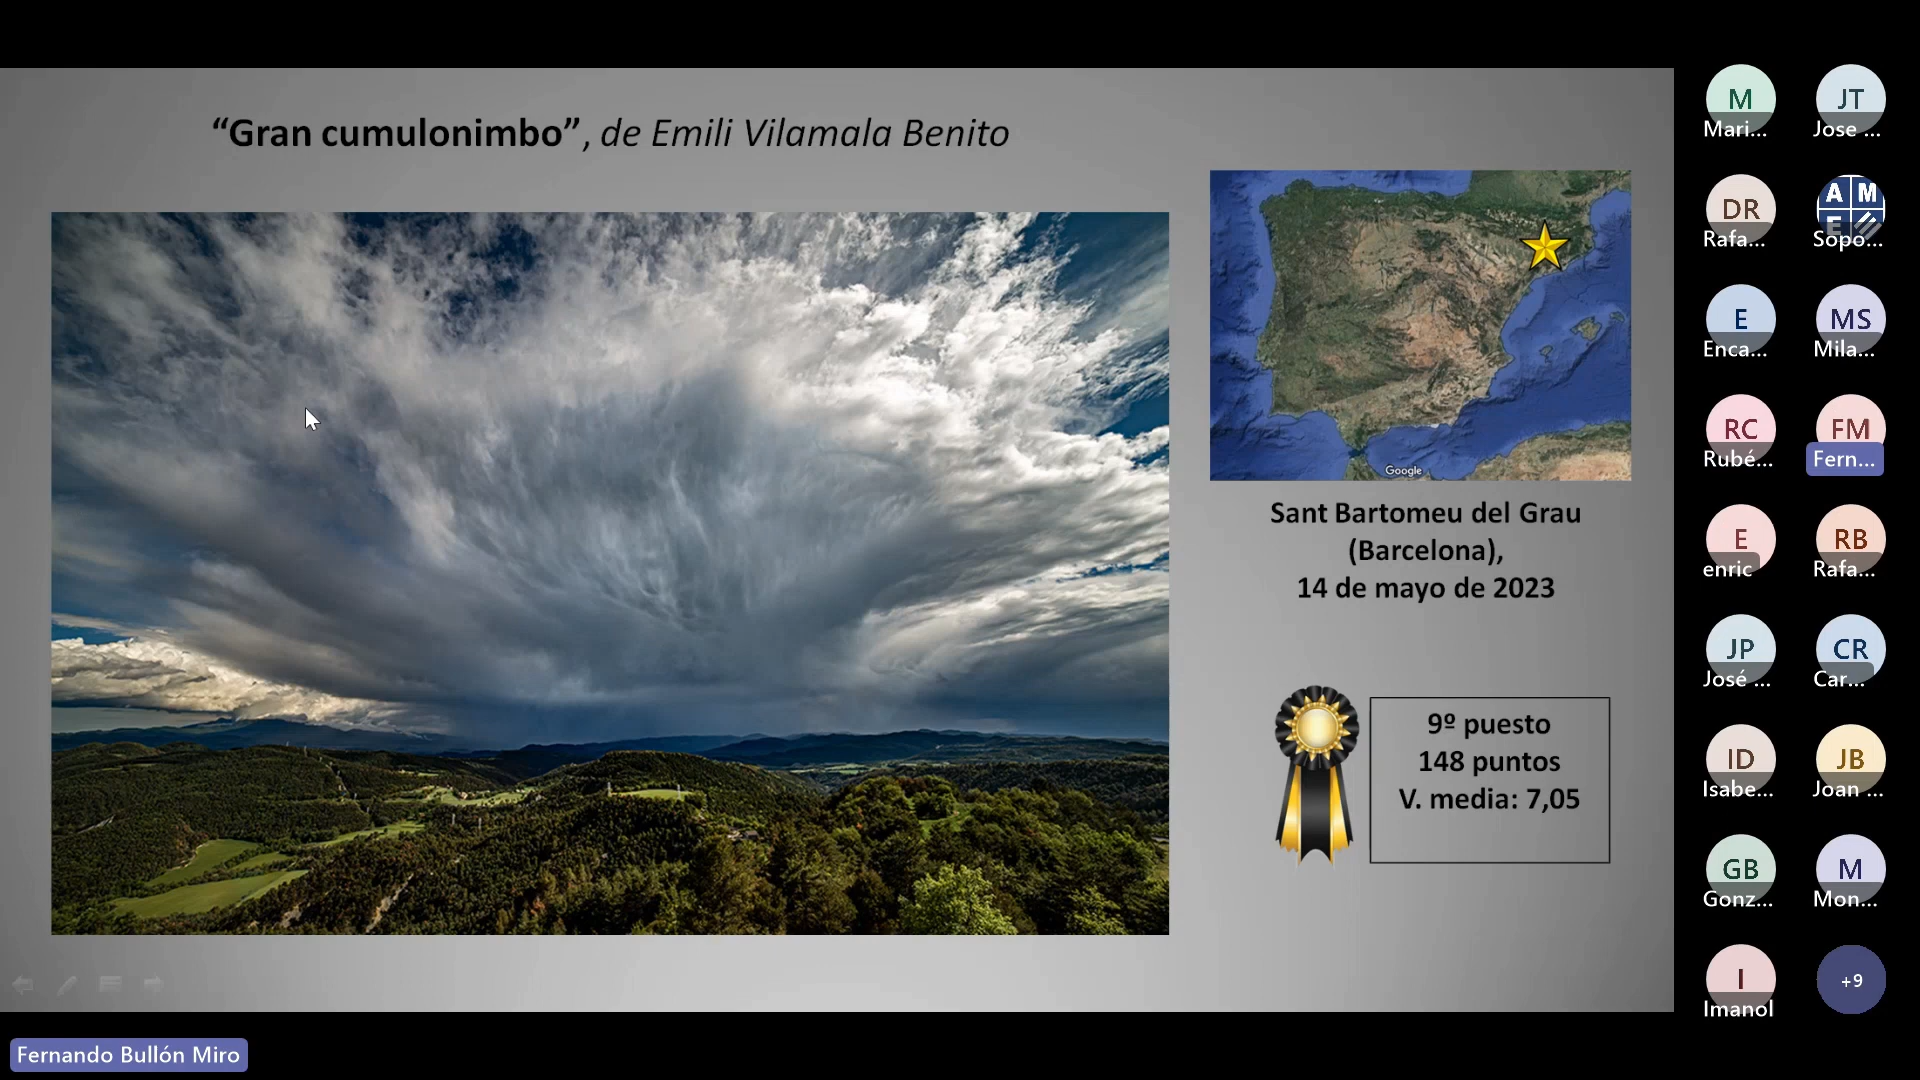 “Gran cumulonimbo”, de Emili Vilamala Benito
Google
Sant Bartomeu del Grau
(Barcelona),
14 de mayo de 2023
9º puesto
148 puntos
V. media: 7,05
M
Mari...
JT
Jose ...
DR
Rafa...
A M
E
Sopo...
E
Enca...
MS
Mila...
RC
Rubé...
FM
Fern...
E
enric
RB
Rafa...
JP
José ...
CR
Car...
ID
Isabe...
JB
Joan ...
GB
Gonz...
M
Mon...
I
Imanol
+9
Fernando Bullón Miro